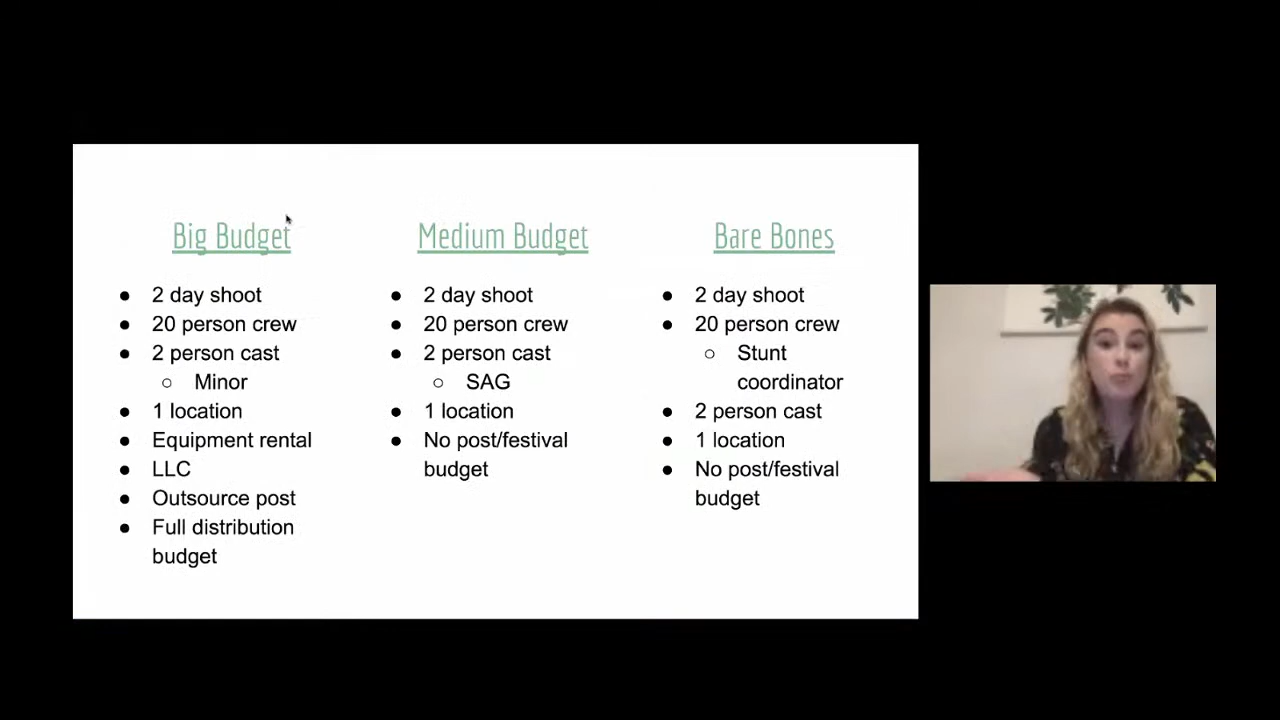 Big Budget
● 2 day shoot
● 20 person crew
● 2 person cast
○ Minor
● 1 location
● Equipment rental
● LLC
● Outsource post
● Full distribution
budget
Medium Budget
● 2 day shoot
● 20 person crew
● 2 person cast
○ SAG
● 1 location
● No post/festival
budget
Bare Bones
● 2 day shoot
● 20 person crew
○ Stunt
coordinator
● 2 person cast
● 1 location
● No post/festival
budget